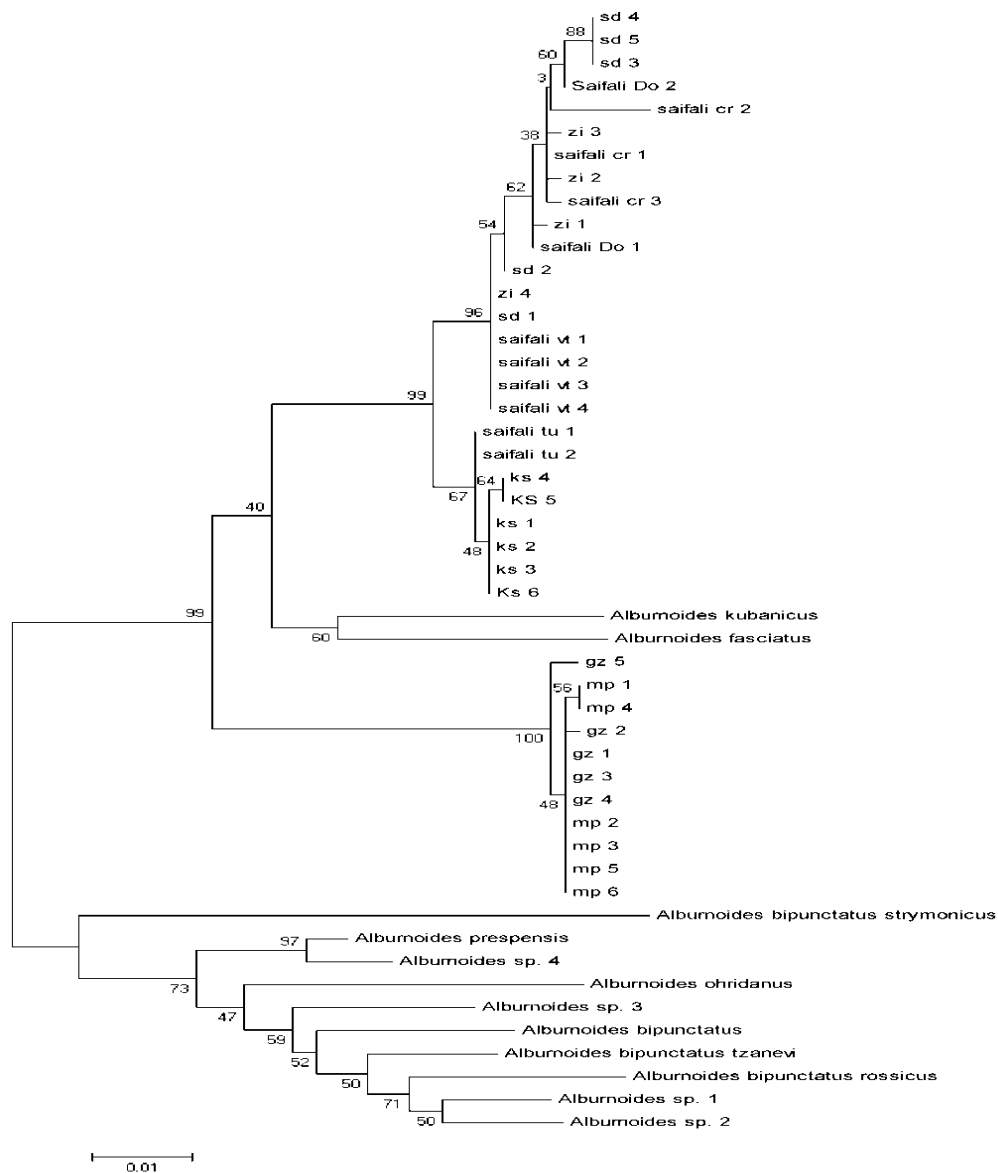 sd 4
88
sd 5
60
sd 3
3
Saifali Do 2
saifali cr 2
38
zi 3
saifali cr 1
zi 2
62
saifali cr 3
54
zi 1
saifali Do 1
sd 2
zi 4
96
sd 1
saifali vt 1
saifali vt 2
saifali vt 3
99
saifali vt 4
saifali tu 1
saifali tu 2
64
ks 4
67
KS 5
40
ks 1
48
ks 2
ks 3
Ks 6
99
Alburnoides kubanicus
60
Alburnoides fasciatus
gz 5
56
mp 1
mp 4
100
gz 2
gz 1
gz 3
48
gz 4
mp 2
mp 3
mp 5
mp 6
Alburnoides bipunctatus strymonicus
97
Alburnoides prespensis
Alburnoides sp. 4
73
Alburnoides ohridanus
47
Alburnoides sp. 3
59
Alburnoides bipunctatus
52
Alburnoides bipunctatus tzanevi
50
Alburnoides bipunctatus rossicus
71
Alburnoides sp. 1
50
Alburnoides sp. 2
0.01